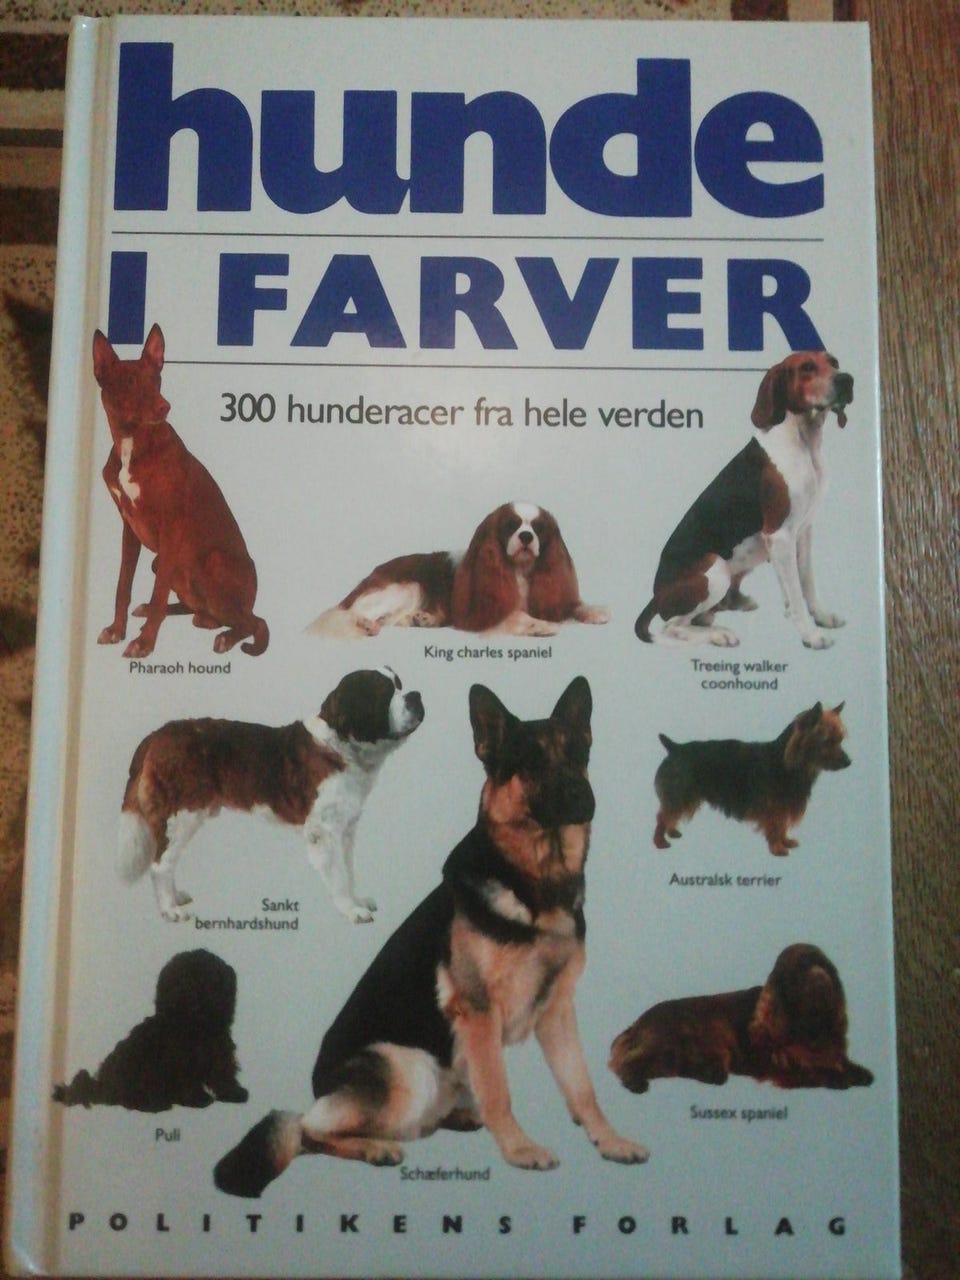 hunde
I FARVER
300 hunderacer fra hele verden
Pharaoh hound
King charles spaniel
Treeing walker
coonhound
Sankt
bernhardshund
Australsk terrier
Puli
Schæferhund
Sussex spaniel
POLITIKENS FORLAG